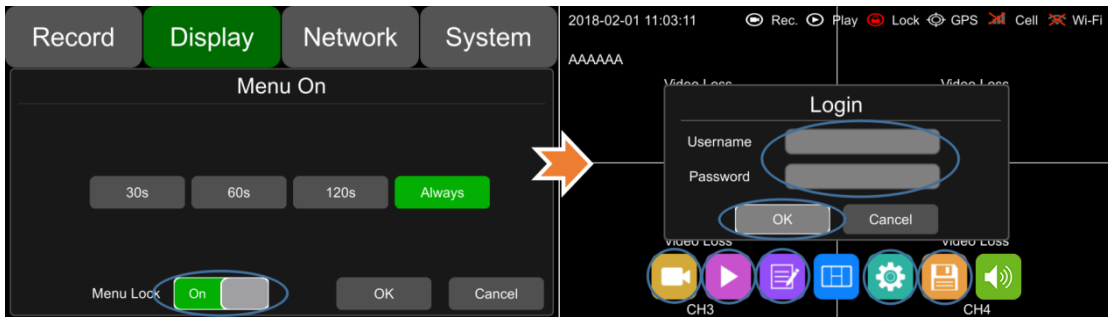 Record Display Network System
Menu On
30s 60s 120s Always
Menu Lock On OK Cancel
2018-02-01 11:03:11 Rec. Play Lock GPS Cell Wi-Fi
AAAAAA
Video Loss Video Loss
Login
Username
Password
OK Cancel
Video Loss Video Loss
CH3 CH4